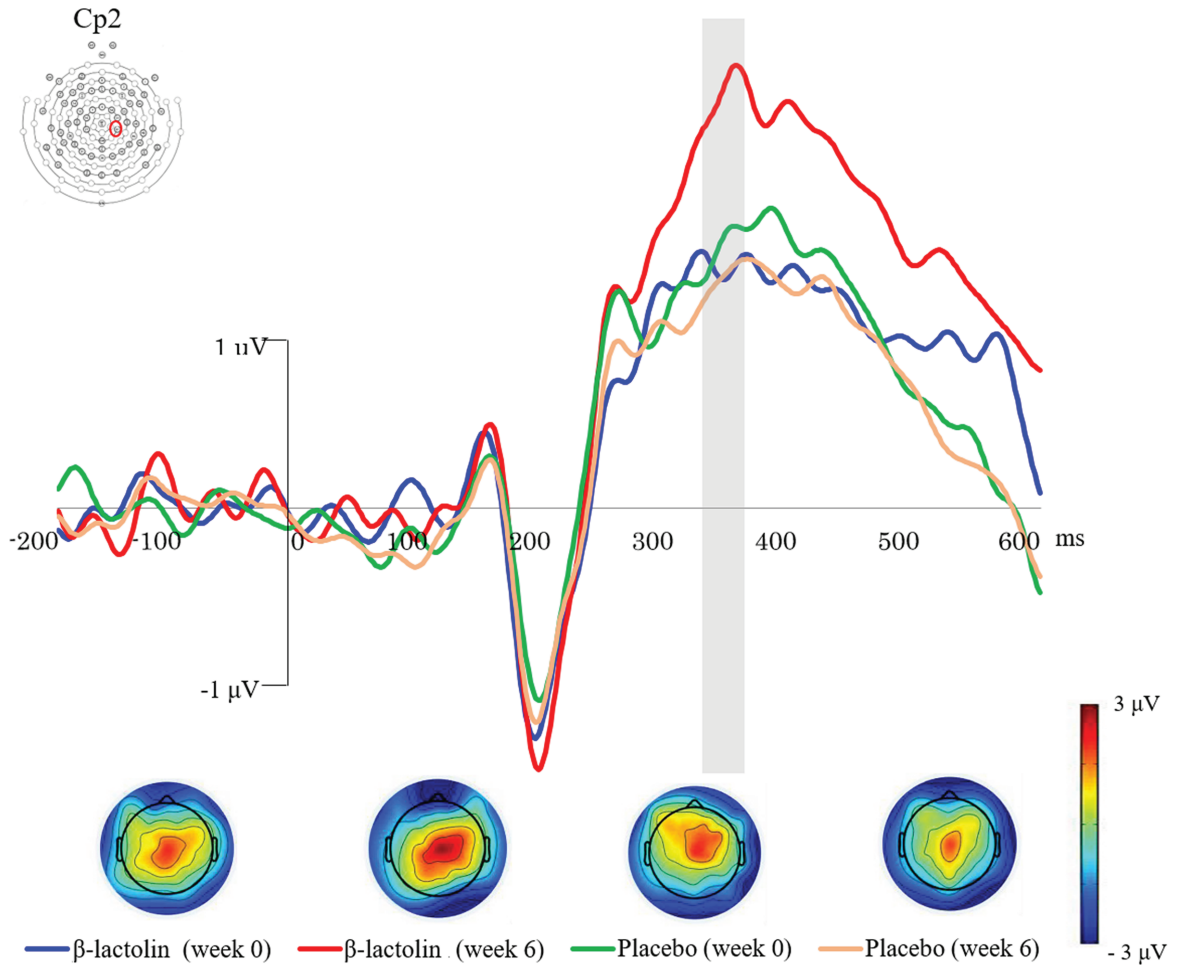 Cp2
1 uV
-200 -100 0 100 200 300 400 500 600 ms
-1 μV
3 μV
- 3 μV
β-lactolin (week 0) β-lactolin . (week 6) Placebo (week 0) Placebo (week 6)